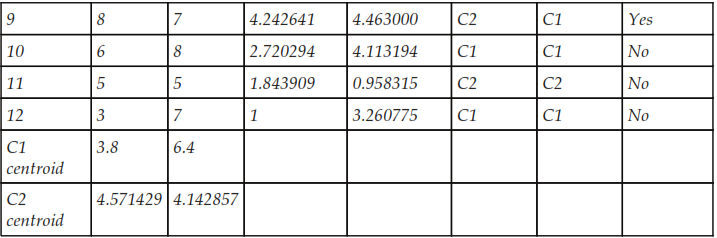 9 8 7 4.242641 4.463000 C2 C1 Yes
10 6 8 2.720294 4.113194 C1 C1 No
11 5 5 1.843909 0.958315 C2 C2 No
12 3 7 1 3.260775 C1 C1 No
C1 3.8 6.4
centroid
C2 4.571429 4.142857
centroid